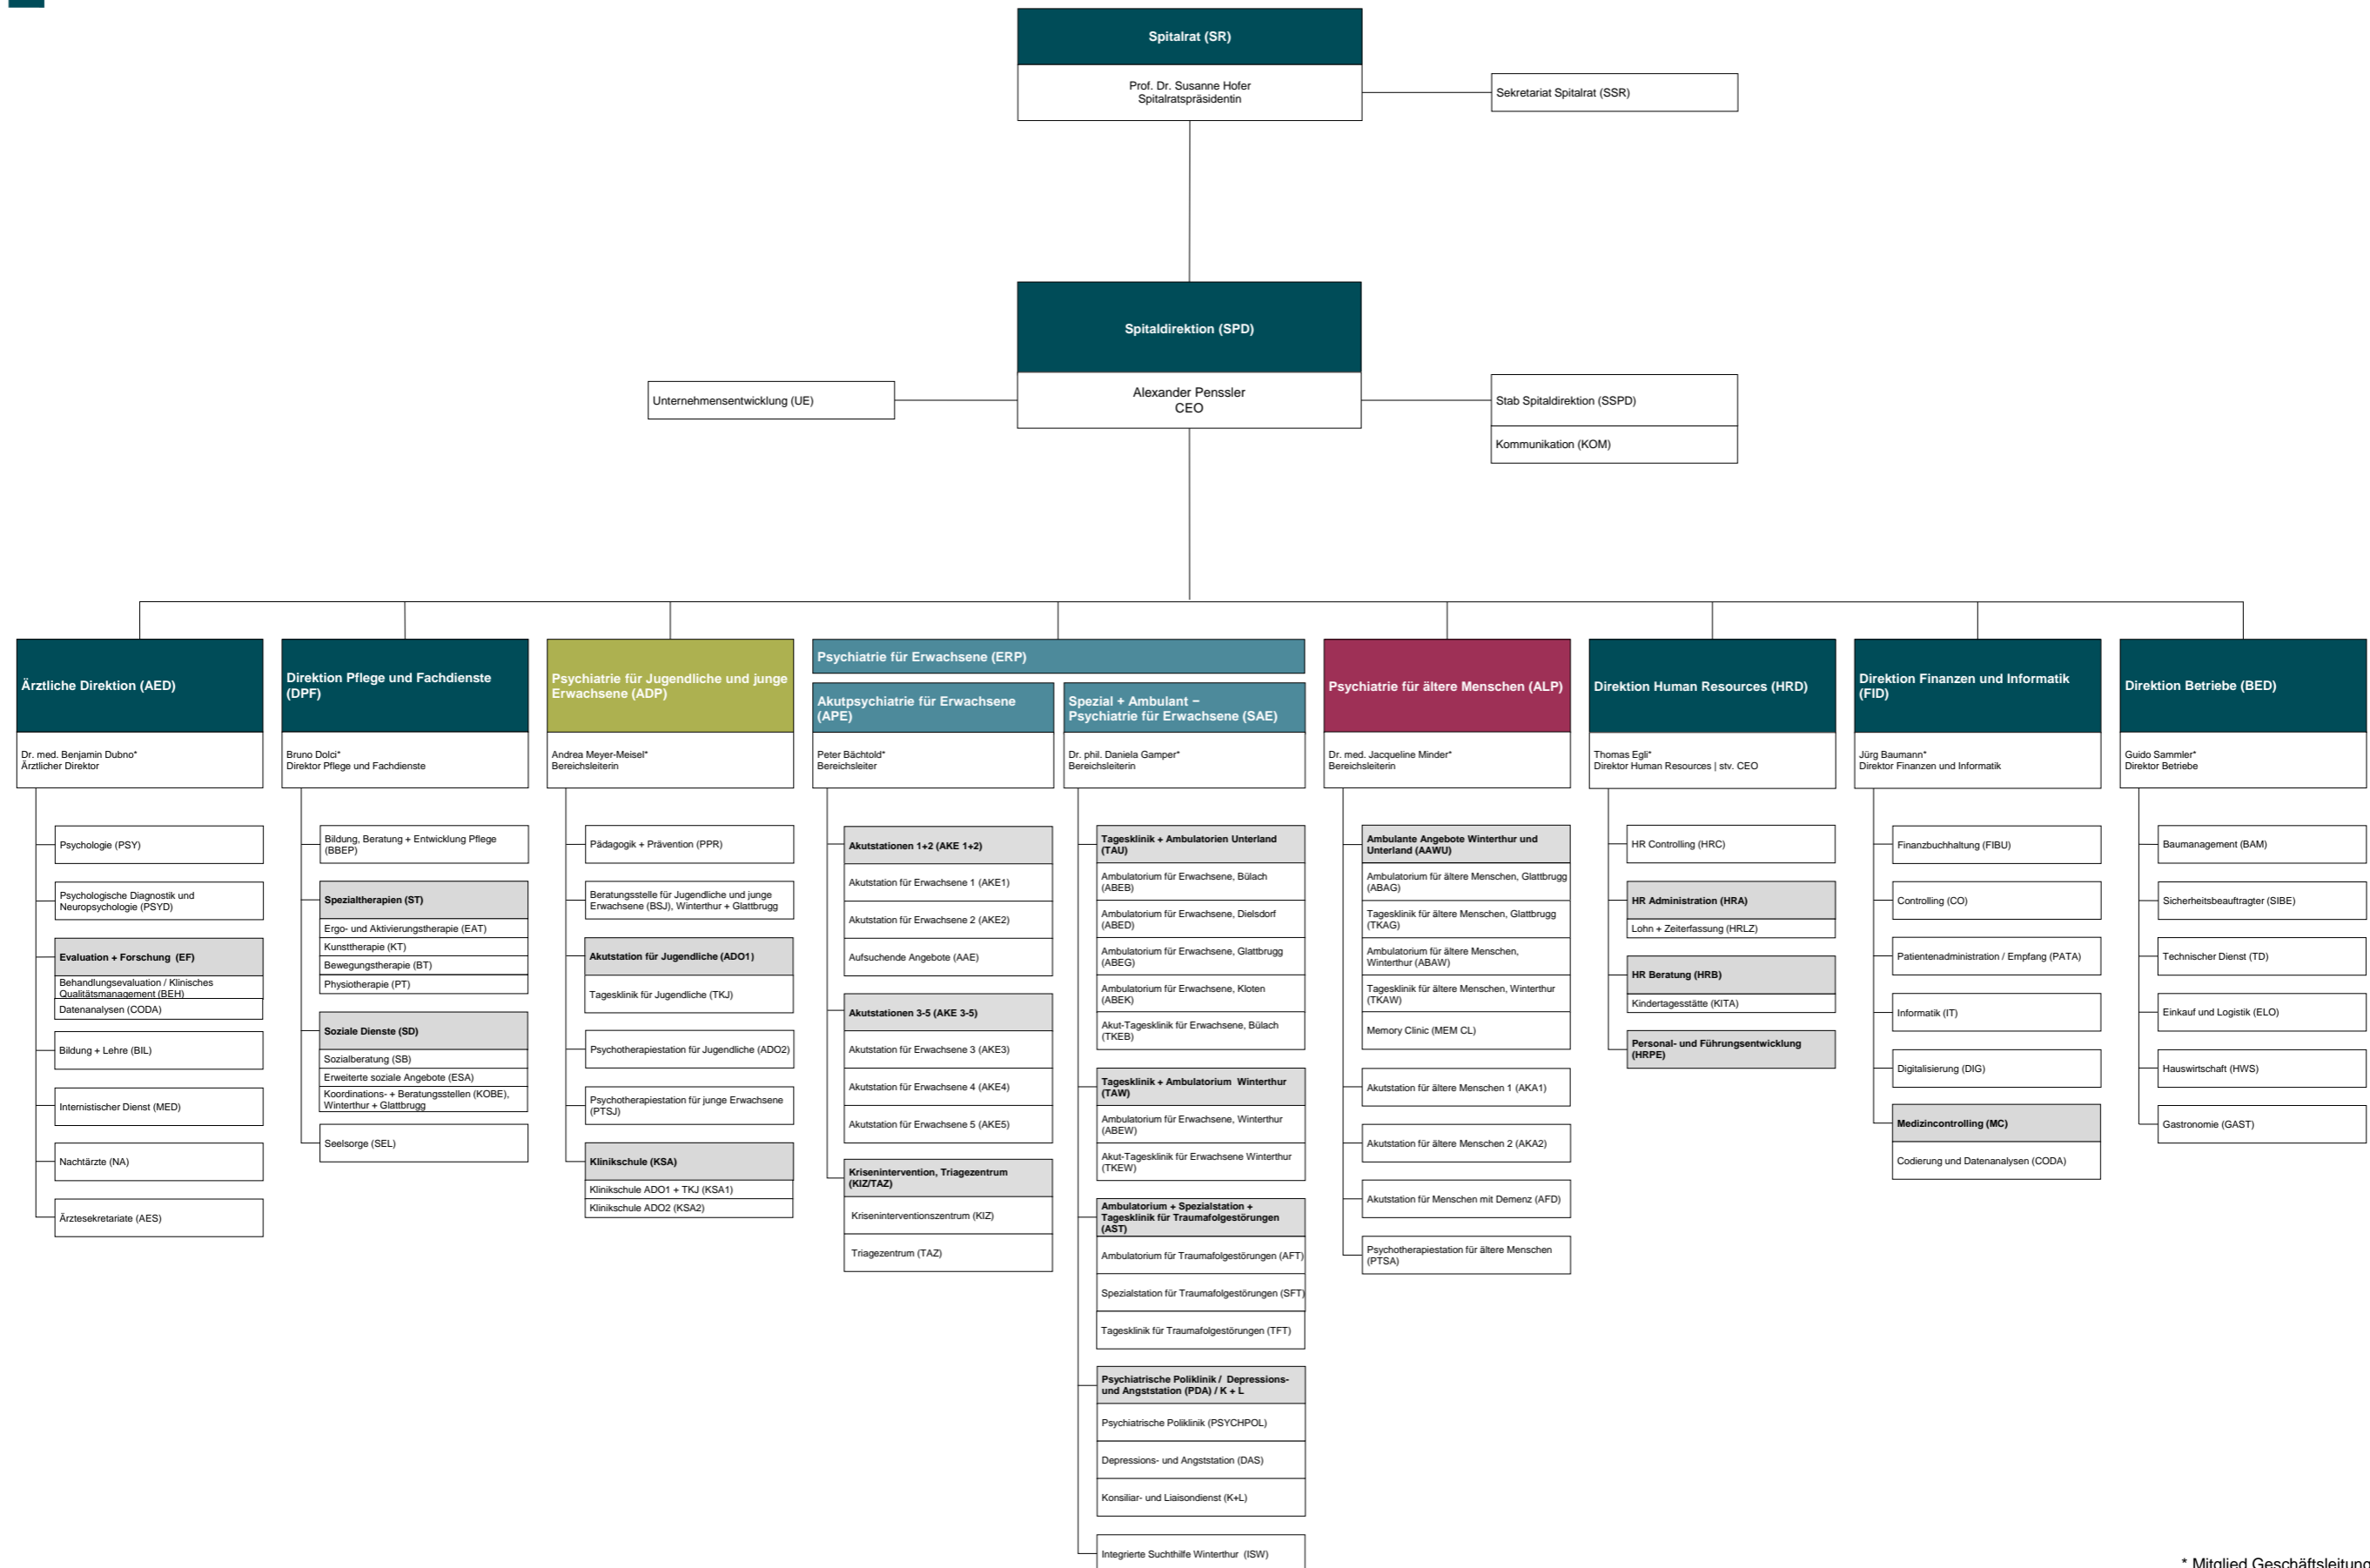 Spitalrat (SR)
Prof. Dr. Susanne Hofer
Spitalratspräsidentin
Sekretariat Spitalrat (SSR)
Spitaldirektion (SPD)
Alexander Penssler
CEO
Unternehmensentwicklung (UE)
Stab Spitaldirektion (SSPD)
Kommunikation (KOM)
Ärztliche Direktion (AED)
Dr. med. Benjamin Dubno*
Ärztlicher Direktor
Psychologie (PSY)
Psychologische Diagnostik und
Neuropsychologie (PSYD)
Evaluation + Forschung (EF)
Behandlungsevaluation / Klinisches
Qualitätsmanagement (BEH)
Datenanalysen (CODA)
Bildung + Lehre (BIL)
Internistischer Dienst (MED)
Nachtärzte (NA)
Ärztesekretariate (AES)
Direktion Pflege und Fachdienste
(DPF)
Bruno Dolci*
Direktor Pflege und Fachdienste
Bildung, Beratung + Entwicklung Pflege
(BBEP)
Spezialtherapien (ST)
Ergo- und Aktivierungstherapie (EAT)
Kunsttherapie (KT)
Bewegungstherapie (BT)
Physiotherapie (PT)
Soziale Dienste (SD)
Sozialberatung (SB)
Erweiterte soziale Angebote (ESA)
Koordinations- + Beratungsstellen (KOBE),
Winterthur + Glattbrugg
Seelsorge (SEL)
Psychiatrie für Jugendliche und junge
Erwachsene (ADP)
Andrea Meyer-Meisel*
Bereichsleiterin
Pädagogik + Prävention (PPR)
Beratungsstelle für Jugendliche und junge
Erwachsene (BSJ), Winterthur + Glattbrugg
Akutstation für Jugendliche (ADO1)
Tagesklinik für Jugendliche (TKJ)
Psychotherapiestation für Jugendliche (ADO2)
Psychotherapiestation für junge Erwachsene
(PTSJ)
Klinikschule (KSA)
Klinikschule ADO1 + TKJ (KSA1)
Klinikschule ADO2 (KSA2)
Psychiatrie für Erwachsene (ERP)
Akutpsychiatrie für Erwachsene
(APE)
Peter Bächtold*
Bereichsleiter
Akutstationen 1+2 (AKE 1+2)
Akutstation für Erwachsene 1 (AKE1)
Akutstation für Erwachsene 2 (AKE2)
Aufsuchende Angebote (AAE)
Akutstationen 3-5 (AKE 3-5)
Akutstation für Erwachsene 3 (AKE3)
Akutstation für Erwachsene 4 (AKE4)
Akutstation für Erwachsene 5 (AKE5)
Krisenintervention, Triagezentrum
(KIZ/TAZ)
Kriseninterventionszentrum (KIZ)
Triagezentrum (TAZ)
Spezial + Ambulant –
Psychiatrie für Erwachsene (SAE)
Dr. phil. Daniela Gamper*
Bereichsleiterin
Tagesklinik + Ambulatorien Unterland
(TAU)
Ambulatorium für Erwachsene, Bülach
(ABEB)
Ambulatorium für Erwachsene, Dielsdorf
(ABED)
Ambulatorium für Erwachsene, Glattbrugg
(ABEG)
Ambulatorium für Erwachsene, Kloten
(ABEK)
Akut-Tagesklinik für Erwachsene, Bülach
(TKEB)
Tagesklinik + Ambulatorium Winterthur
(TAW)
Ambulatorium für Erwachsene, Winterthur
(ABEW)
Akut-Tagesklinik für Erwachsene Winterthur
(TKEW)
Ambulatorium + Spezialstation +
Tagesklinik für Traumafolgestörungen
(AST)
Ambulatorium für Traumafolgestörungen (AFT)
Spezialstation für Traumafolgestörungen (SFT)
Tagesklinik für Traumafolgestörungen (TFT)
Psychiatrische Poliklinik / Depressions-
und Angststation (PDA) / K + L
Psychiatrische Poliklinik (PSYCHPOL)
Depressions- und Angststation (DAS)
Konsiliar- und Liaisondienst (K+L)
Integrierte Suchthilfe Winterthur (ISW)
Psychiatrie für ältere Menschen (ALP)
Dr. med. Jacqueline Minder*
Bereichsleiterin
Ambulante Angebote Winterthur und
Unterland (AAWU)
Ambulatorium für ältere Menschen, Glattbrugg
(ABAG)
Tagesklinik für ältere Menschen, Glattbrugg
(TKAG)
Ambulatorium für ältere Menschen,
Winterthur (ABAW)
Tagesklinik für ältere Menschen, Winterthur
(TKAW)
Memory Clinic (MEM CL)
Akutstation für ältere Menschen 1 (AKA1)
Akutstation für ältere Menschen 2 (AKA2)
Akutstation für Menschen mit Demenz (AFD)
Psychotherapiestation für ältere Menschen
(PTSA)
Direktion Human Resources (HRD)
Thomas Egli*
Direktor Human Resources | stv. CEO
HR Controlling (HRC)
HR Administration (HRA)
Lohn + Zeiterfassung (HRLZ)
HR Beratung (HRB)
Kindertagesstätte (KITA)
Personal- und Führungsentwicklung
(HRPE)
Direktion Finanzen und Informatik
(FID)
Jürg Baumann*
Direktor Finanzen und Informatik
Finanzbuchhaltung (FIBU)
Controlling (CO)
Patientenadministration / Empfang (PATA)
Informatik (IT)
Digitalisierung (DIG)
Medizincontrolling (MC)
Codierung und Datenanalysen (CODA)
Direktion Betriebe (BED)
Guido Sammler*
Direktor Betriebe
Baumanagement (BAM)
Sicherheitsbeauftragter (SIBE)
Technischer Dienst (TD)
Einkauf und Logistik (ELO)
Hauswirtschaft (HWS)
Gastronomie (GAST)
* Mitglied Geschäftsleitung